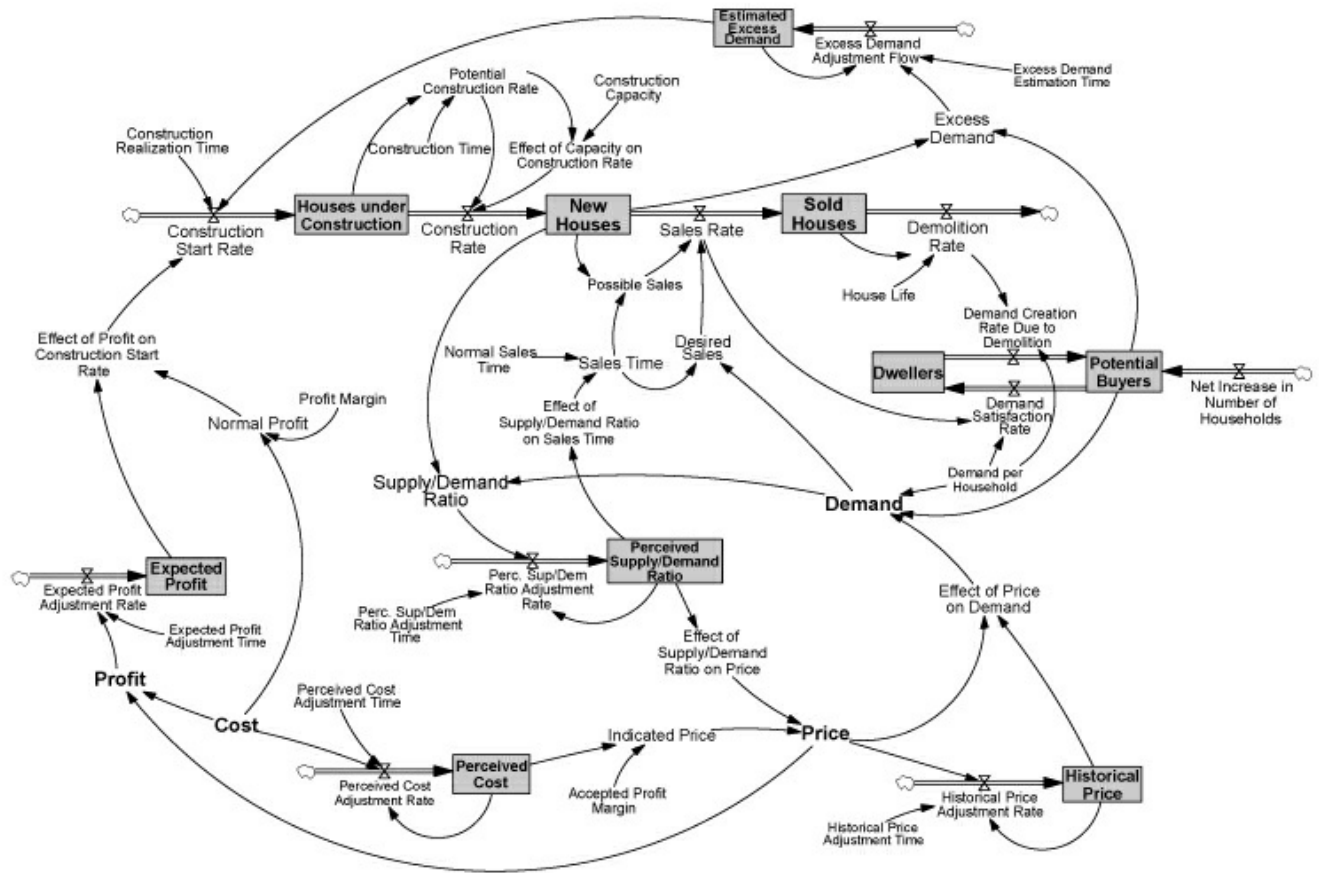 Estimated
Excess
Demand
Excess Demand
Adjustment Flow
Excess Demand
Estimation Time
Potential
Construction Rate
Construction
Capacity
Excess
Demand
Construction
Realization Time
Construction Time
Effect of Capacity on
Construction Rate
Houses under
Construction
New
Houses
Sold
Houses
Construction
Start Rate
Construction
Rate
Sales Rate
Demolition
Rate
Possible Sales
House Life
Effect of Profit on
Construction Start
Rate
Normal Sales
Time
Sales Time
Desired
Sales
Demand Creation
Rate Due to
Demolition
Dwellers
Potential
Buyers
Demand
Satisfaction
Rate
Net Increase in
Number of
Households
Profit Margin
Normal Profit
Effect of
Supply/Demand
Ratio on Sales Time
Supply/Demand
Ratio
Demand per
Household
Demand
Expected
Profit
Expected Profit
Adjustment Rate
Expected Profit
Adjustment Time
Perceived
Supply/Demand
Ratio
Perc. Sup/Dem
Ratio Adjustment
Rate
Perc. Sup/Dem
Ratio Adjustment
Time
Effect of Price
on Demand
Effect of
Supply/Demand
Ratio on Price
Profit
Cost
Perceived Cost
Adjustment Time
Indicated Price
Price
Perceived
Cost
Perceived Cost
Adjustment Rate
Accepted Profit
Margin
Historical
Price
Historical Price
Adjustment Rate
Historical Price
Adjustment Time